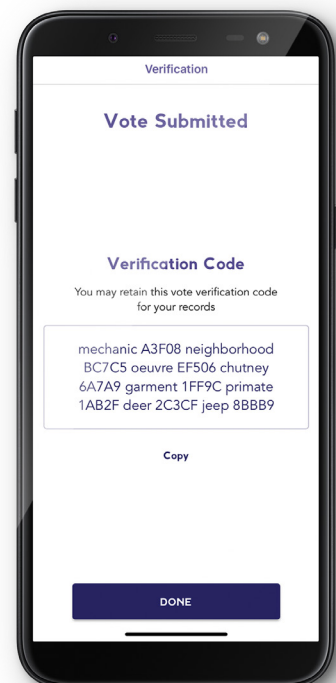 Verification
Vote Submitted
Verification Code
You may retain this vote verification code
for your records
mechanic A3F08 neighborhood
BC7C5 oeuvre EF506 chutney
6A7A9 garment 1FF9C primate
1AB2F deer 2C3CF jeep 8BBB9
Copy
DONE